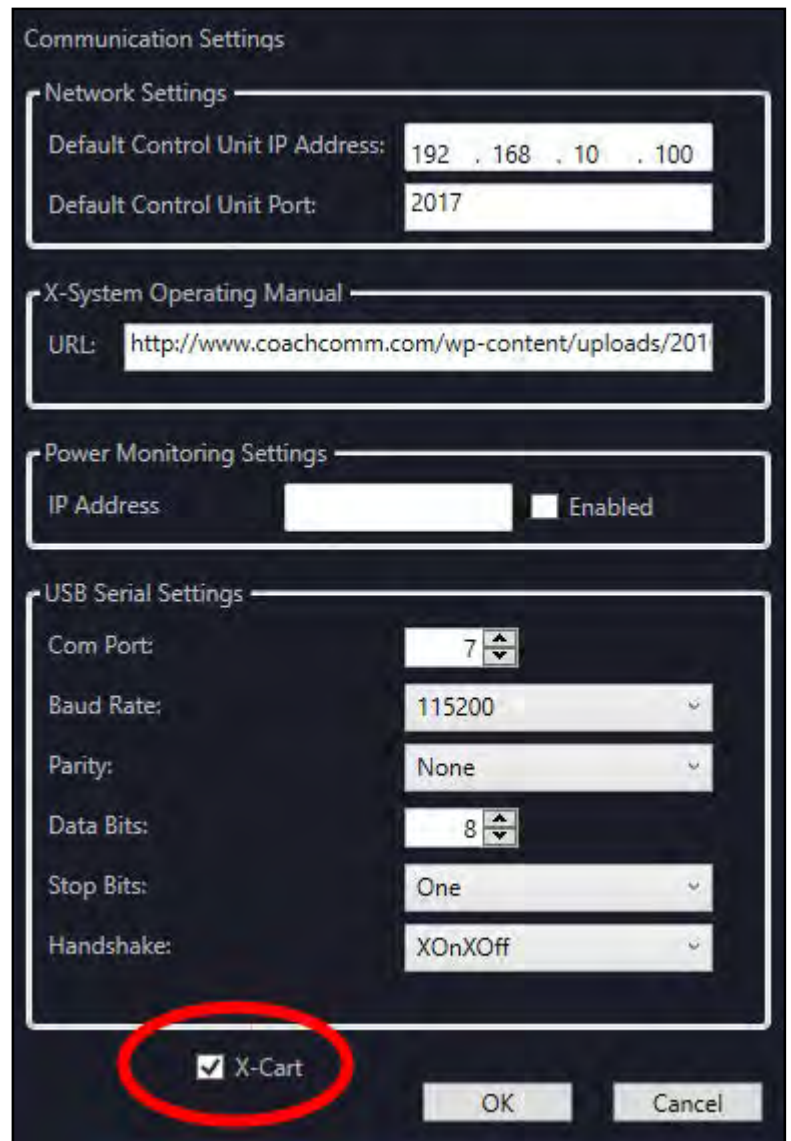 Communication Settings
Network Settings
Default Control Unit IP Address: 192 . 168 . 10 . 100
Default Control Unit Port: 2017
X-System Operating Manual
URL: http://www.coachcomm.com/wp-content/uploads/201
Power Monitoring Settings
IP Address Enabled
USB Serial Settings
Com Port: 7
Baud Rate: 115200
Parity: None
Data Bits: 8
Stop Bits: One
Handshake: XOnXOff
X-Cart
OK Cancel